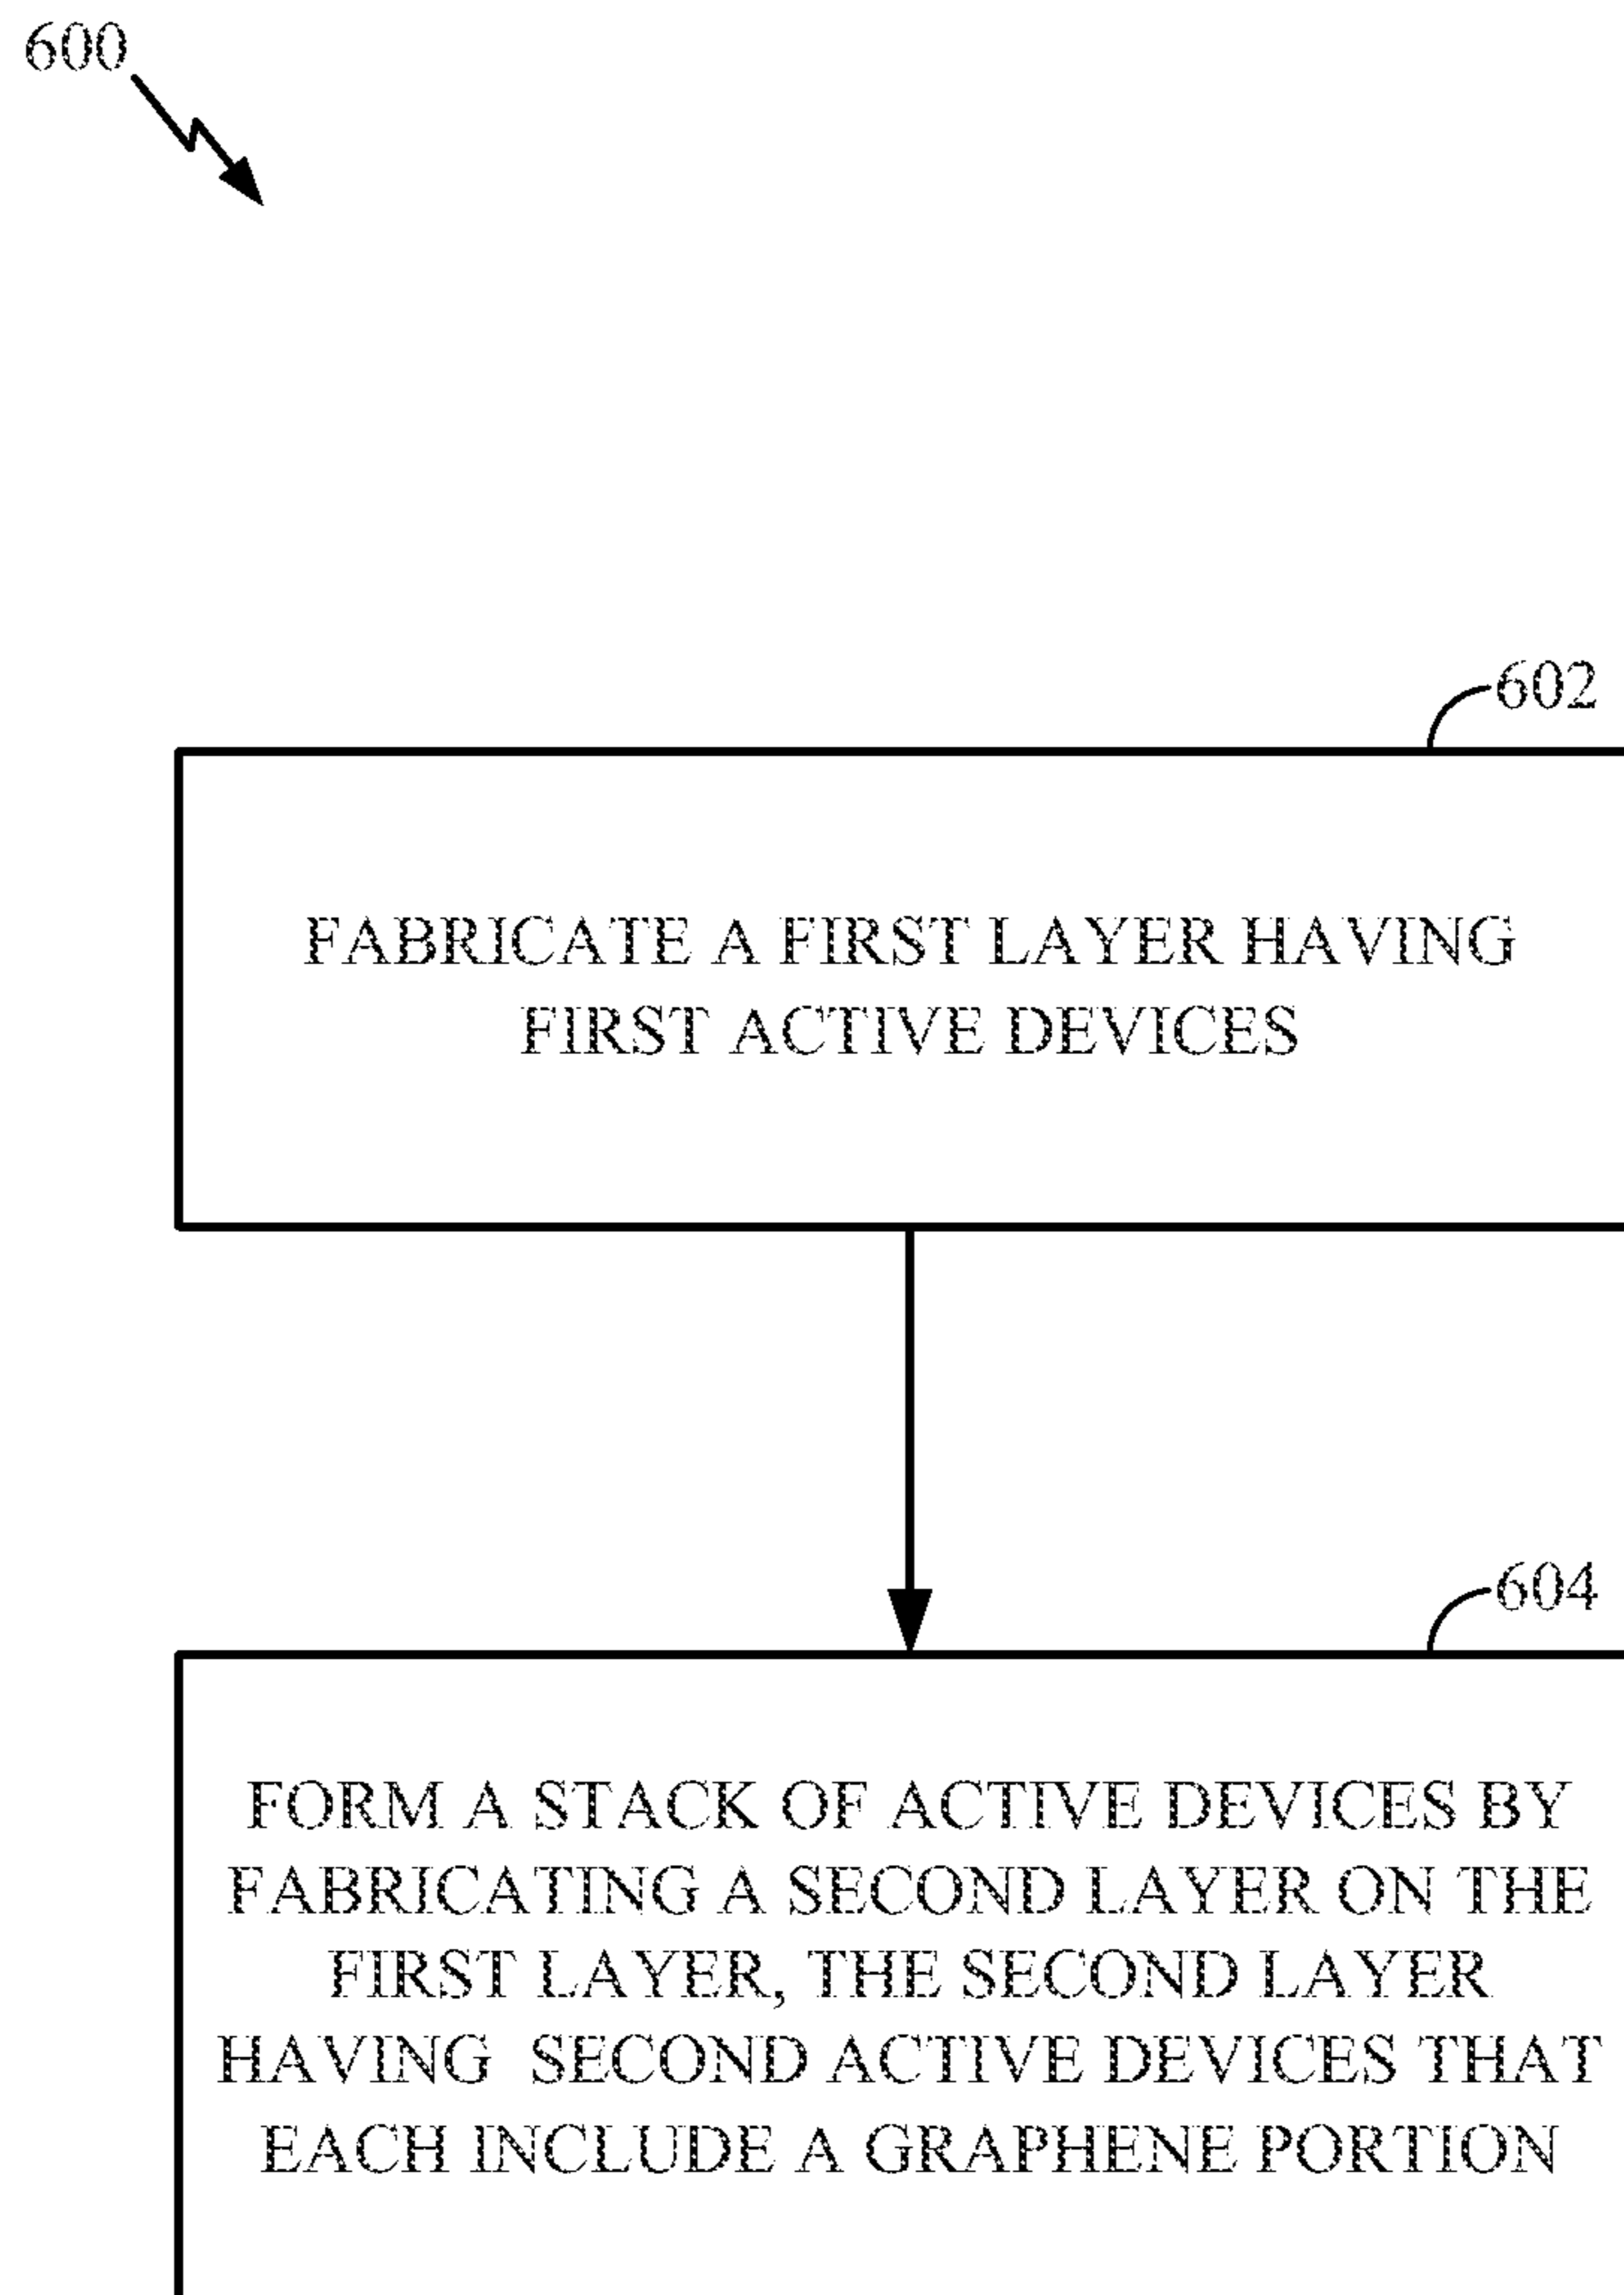 600
602
FABRICATE A FIRST LAYER HAVING
FIRST ACTIVE DEVICES
604
FORM A STACK OF ACTIVE DEVICES BY
FABRICATING A SECOND LAYER ON THE
FIRST LAYER, THE SECOND LAYER
HAVING SECOND ACTIVE DEVICES THAT
EACH INCLUDE A GRAPHENE PORTION